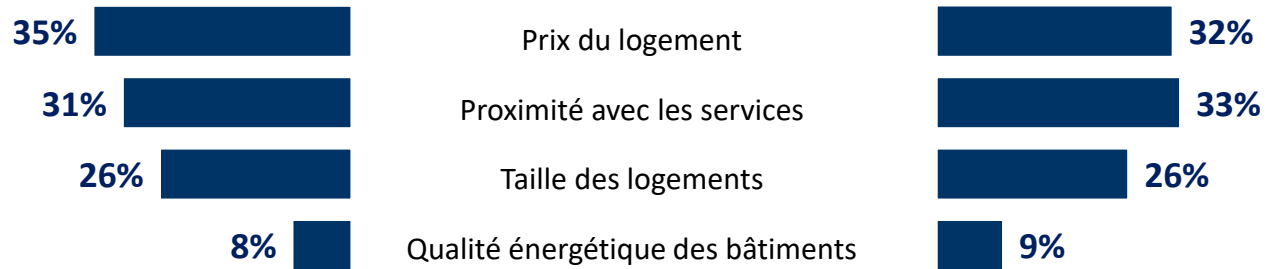 35% Prix du logement 32%
31% Proximité avec les services 33%
26% Taille des logements 26%
8% Qualité énergétique des bâtiments 9%